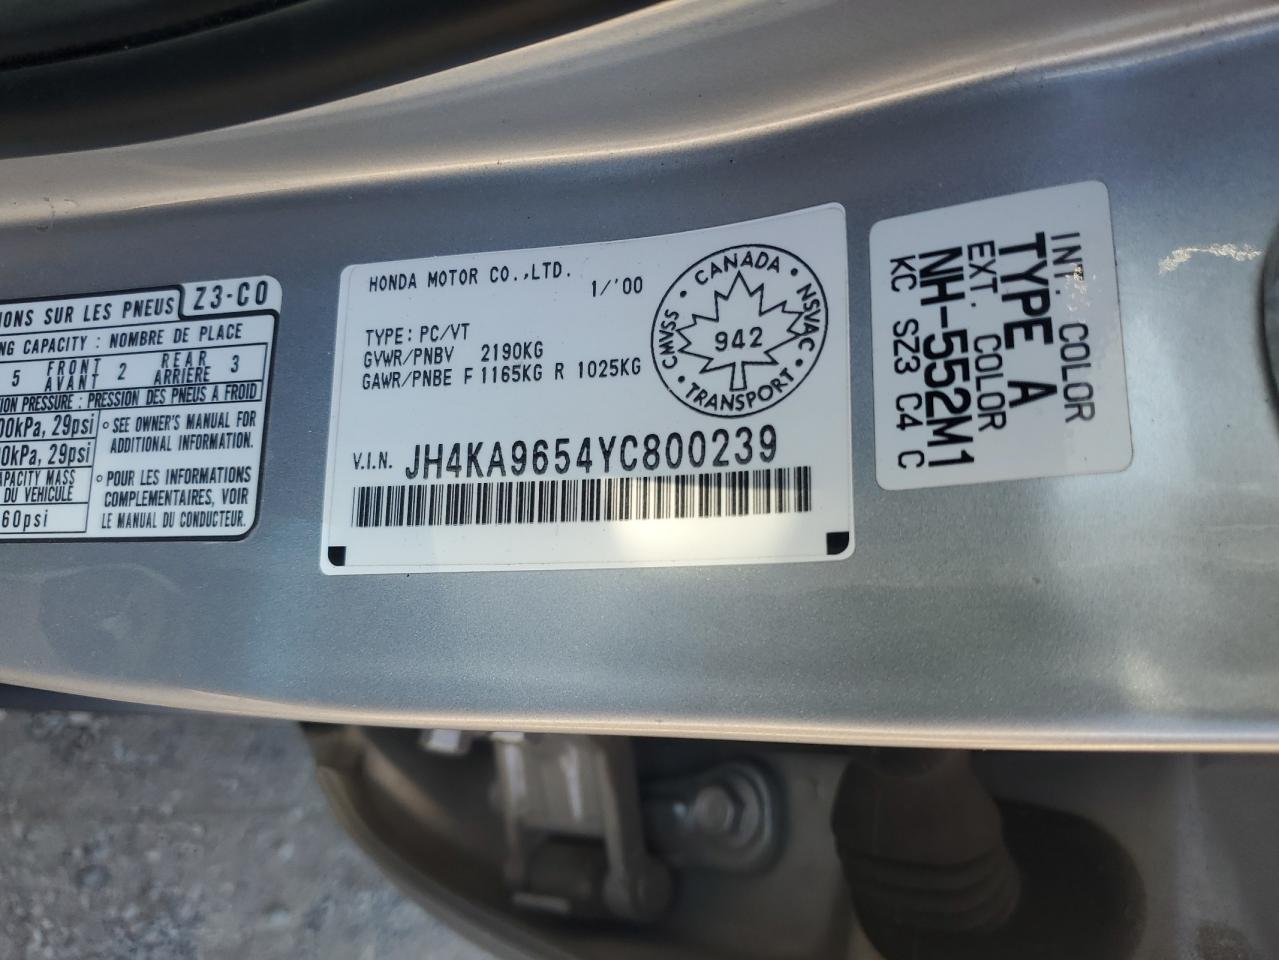 Z3-C0
IONS SUR LES PNEUS
NG CAPACITY: NOMBRE DE PLACE
5 FRONT AVANT 2 REAR ARRIÈRE 3
ION PRESSURE: PRESSION DES PNEUS A FROID
00kPa, 29psi
0kPa, 29psi
CAPACITY MASS
DU VÉHICULE
60psi
◦ SEE OWNER'S MANUAL FOR
ADDITIONAL INFORMATION.
◦ POUR LES INFORMATIONS
COMPLEMENTAIRES, VOIR
LE MANUAL DU CONDUCTEUR.
HONDA MOTOR CO.,LTD.
1/'00
TYPE: PC/VT
GVWR/PNBV 2190KG
GAWR/PNBE F 1165KG R 1025KG
CANADA • NSVAC • TRANSPORT • CMVSS •
942
V.I.N. JH4KA9654YC800239
INT. COLOR
TYPE A
EXT. COLOR
NH-552M1
KC SZ3 C4 C